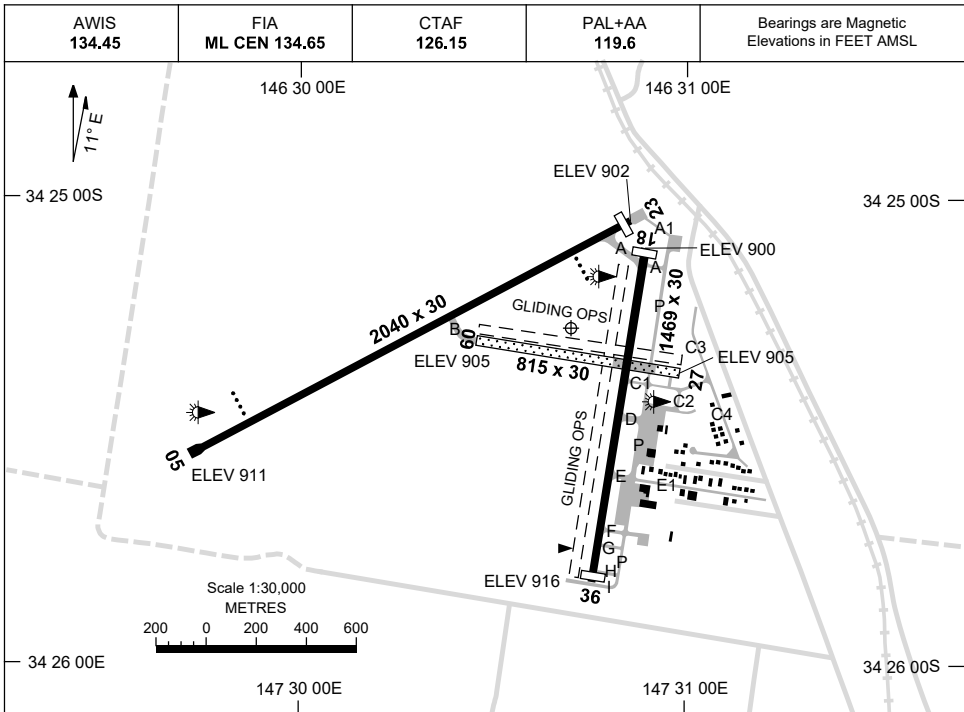 AWIS
134.45
FIA
ML CEN 134.65
CTAF
126.15
PAL+AA
119.6
Bearings are Magnetic
Elevations in FEET AMSL
146 30 00E
146 31 00E
11° E
34 25 00S
34 25 00S
ELEV 902
23
A1
18
ELEV 900
A
A
P
1469 x 30
GLIDING OPS
2040 x 30
B
09
ELEV 905
815 x 30
C3
ELEV 905
27
C1
C2
C4
D
P
GLIDING OPS
05
ELEV 911
E
E1
F
G
P
H
ELEV 916
36
Scale 1:30,000
METRES
200 0 200 400 600
34 26 00E
34 26 00S
147 30 00E
147 31 00E